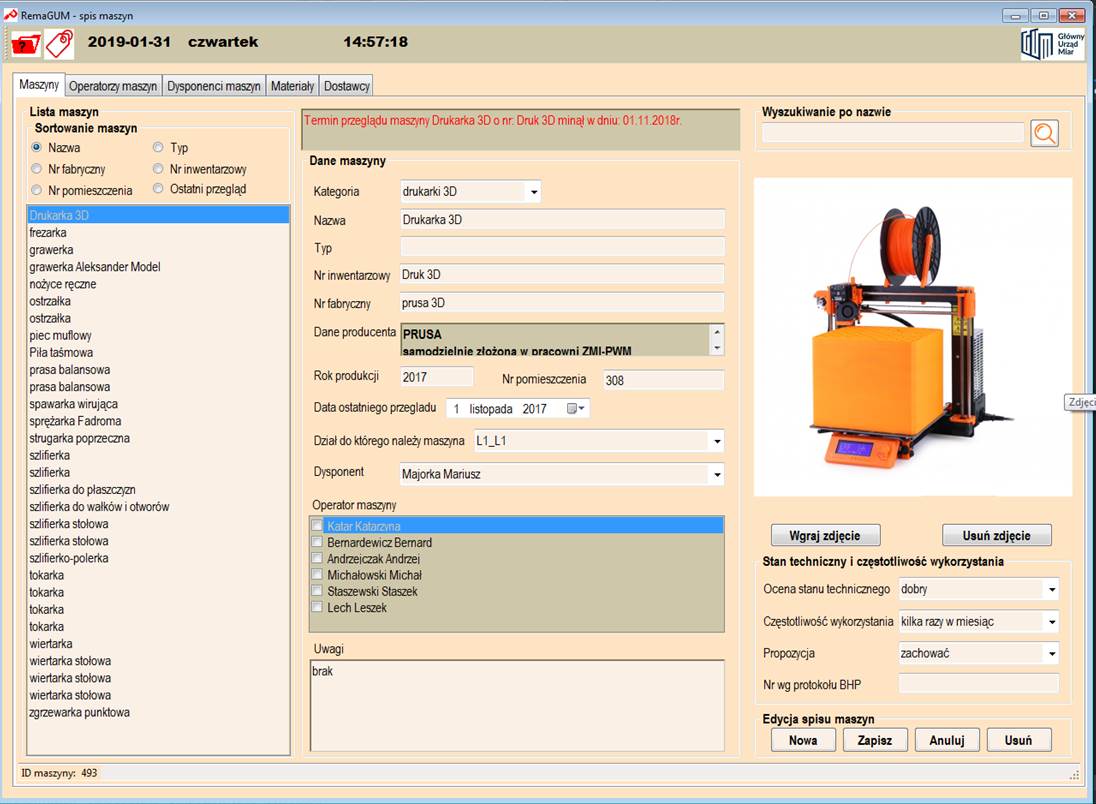 RemaGUM - spis maszyn
2019-01-31 czwartek 14:57:18
Główny
Urząd
Miar
Maszyny
Operatorzy maszyn
Dysponenci maszyn
Materiały
Dostawcy
Lista maszyn
Sortowanie maszyn
Nazwa
Typ
Nr fabryczny
Nr inwentarzowy
Nr pomieszczenia
Ostatni przegląd
Drukarka 3D
frezarka
grawerka
grawerka Aleksander Model
nożyce ręczne
ostrzałka
ostrzałka
piec muflowy
Piła taśmowa
prasa balansowa
prasa balansowa
spawarka wirująca
sprężarka Fadroma
strugarka poprzeczna
szlifierka
szlifierka
szlifierka do płaszczyzn
szlifierka do wałków i otworów
szlifierka stołowa
szlifierka stołowa
szlifierko-polerka
tokarka
tokarka
tokarka
tokarka
wiertarka
wiertarka stołowa
wiertarka stołowa
wiertarka stołowa
zgrzewarka punktowa
Termin przeglądu maszyny Drukarka 3D o nr: Druk 3D minął w dniu: 01.11.2018r.
Dane maszyny
Kategoria drukarki 3D
Nazwa Drukarka 3D
Typ
Nr inwentarzowy Druk 3D
Nr fabryczny prusa 3D
Dane producenta PRUSA
samodzielnie złożona w pracowni ZMI-PWM
Rok produkcji 2017 Nr pomieszczenia 308
Data ostatniego przegladu 1 listopada 2017
Dział do którego należy maszyna L1_L1
Dysponent Majorka Mariusz
Operator maszyny
Katar Katarzyna
Bernardewicz Bernard
Andrzejczak Andrzej
Michałowski Michał
Staszewski Staszek
Lech Leszek
Uwagi
brak
Wyszukiwanie po nazwie
Zdjęci
Wgraj zdjęcie
Usuń zdjęcie
Stan techniczny i częstotliwość wykorzystania
Ocena stanu technicznego dobry
Częstotliwość wykorzystania kilka razy w miesiąc
Propozycja zachować
Nr wg protokołu BHP
Edycja spisu maszyn
Nowa
Zapisz
Anuluj
Usuń
ID maszyny: 493